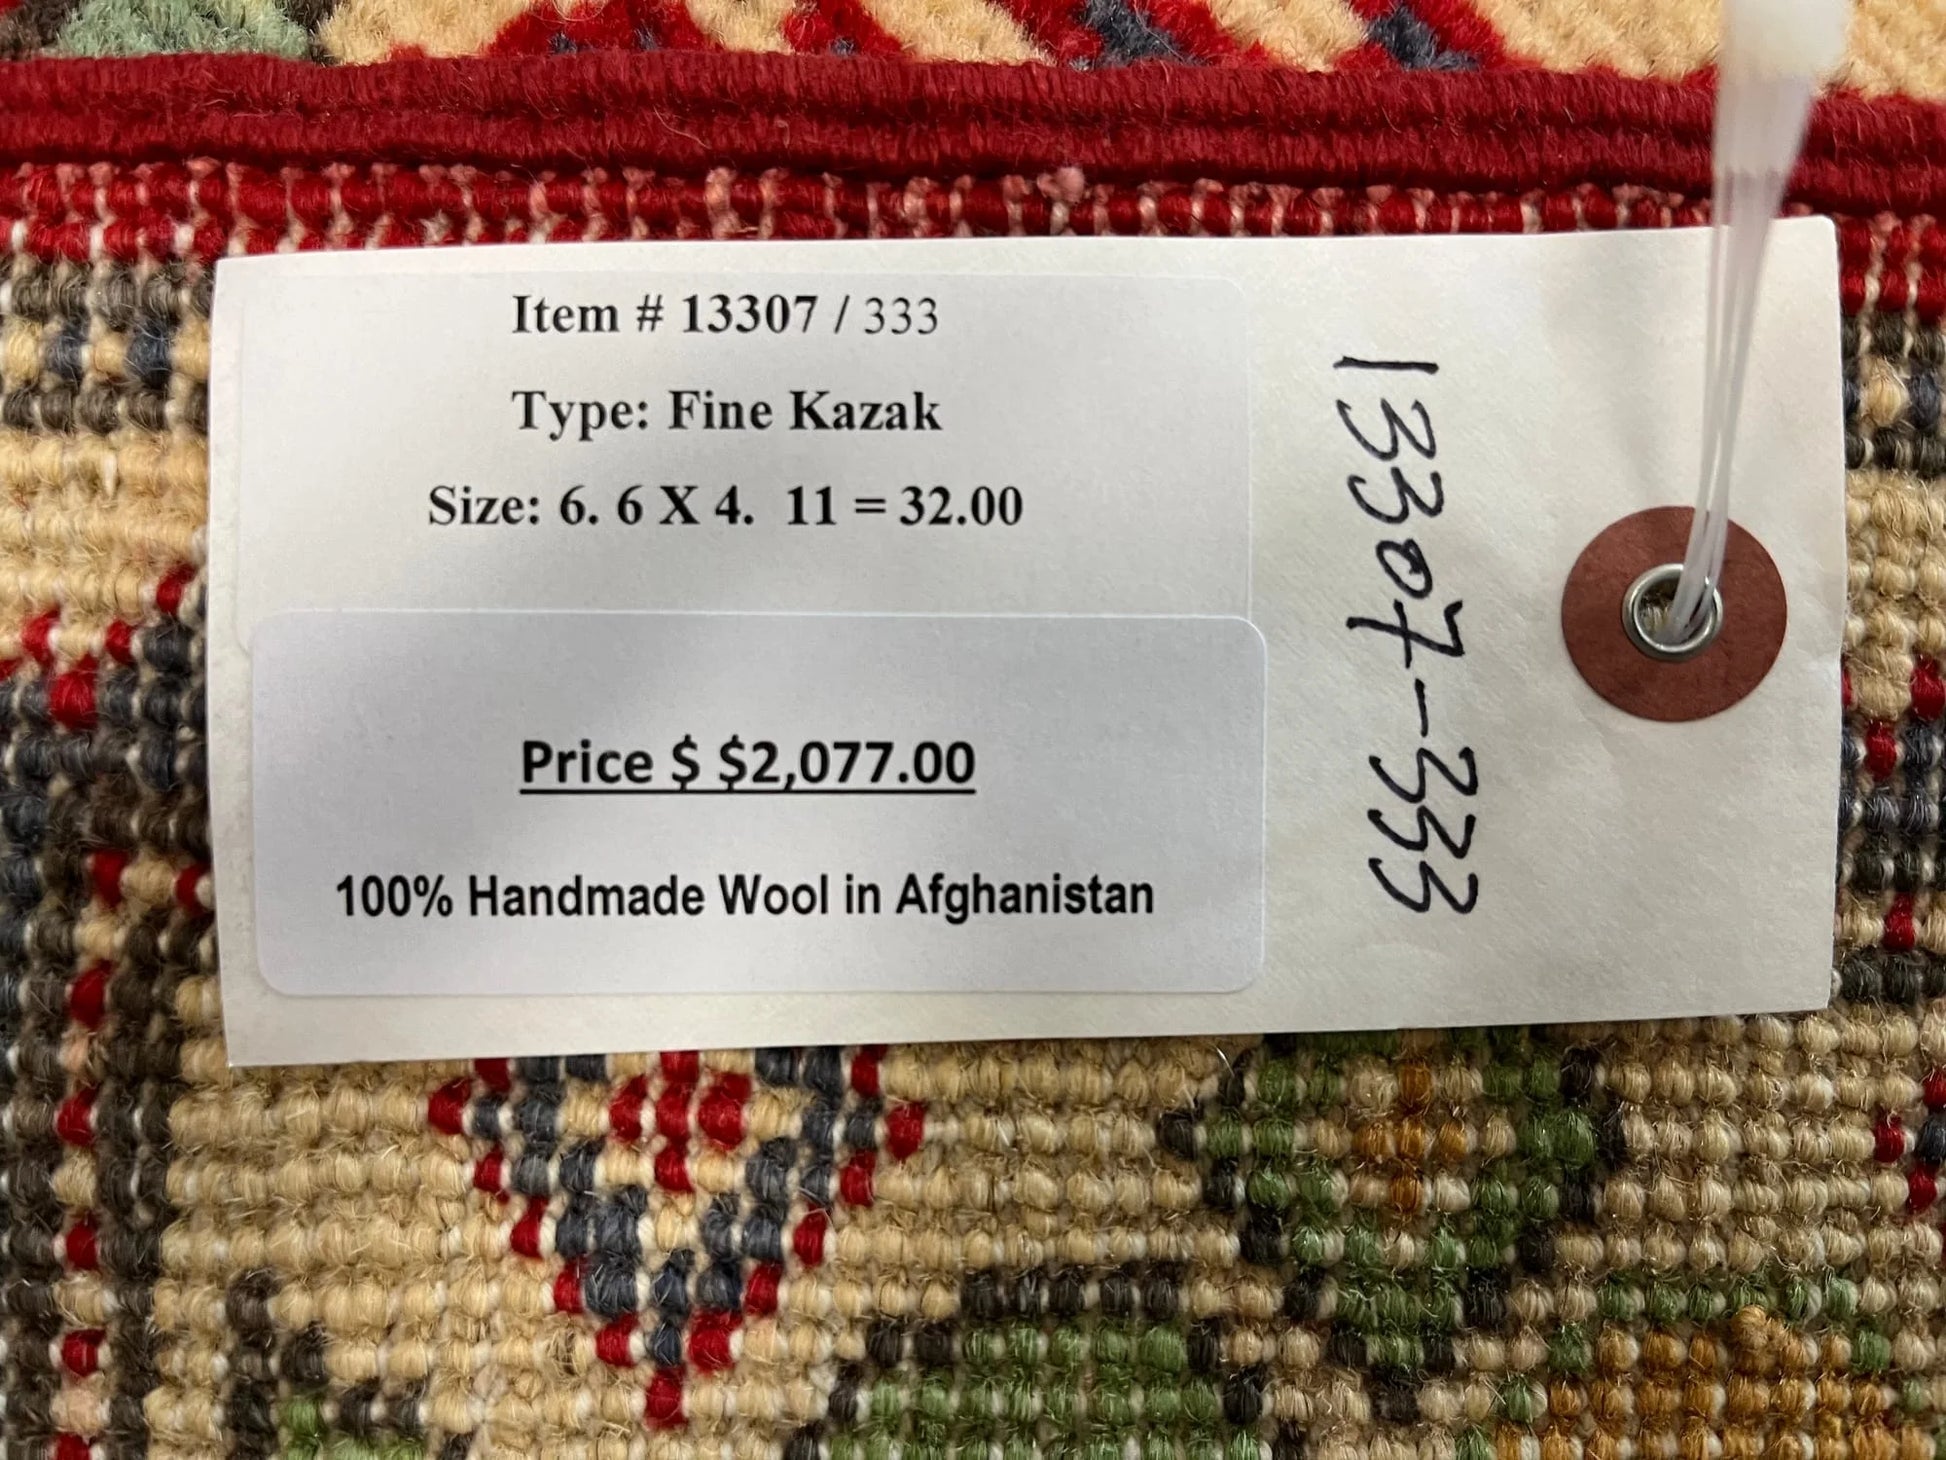 Item # 13307 / 333
Type: Fine Kazak
Size: 6. 6 X 4.  11 = 32.00
Price $ $2,077.00
100% Handmade Wool in Afghanistan
13307-333